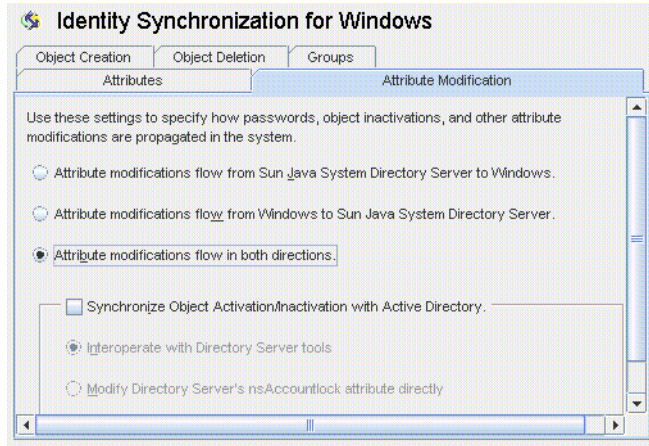 Identity Synchronization for Windows
Object Creation
Object Deletion
Groups
Attributes
Attribute Modification
Use these settings to specify how passwords, object inactivations, and other attribute
modifications are propagated in the system.
Attribute modifications flow from Sun Java System Directory Server to Windows.
Attribute modifications flow from Windows to Sun Java System Directory Server.
Attribute modifications flow in both directions.
Synchronize Object Activation/Inactivation with Active Directory.
Interoperate with Directory Server tools
Modify Directory Server's nsAccountlock attribute directly